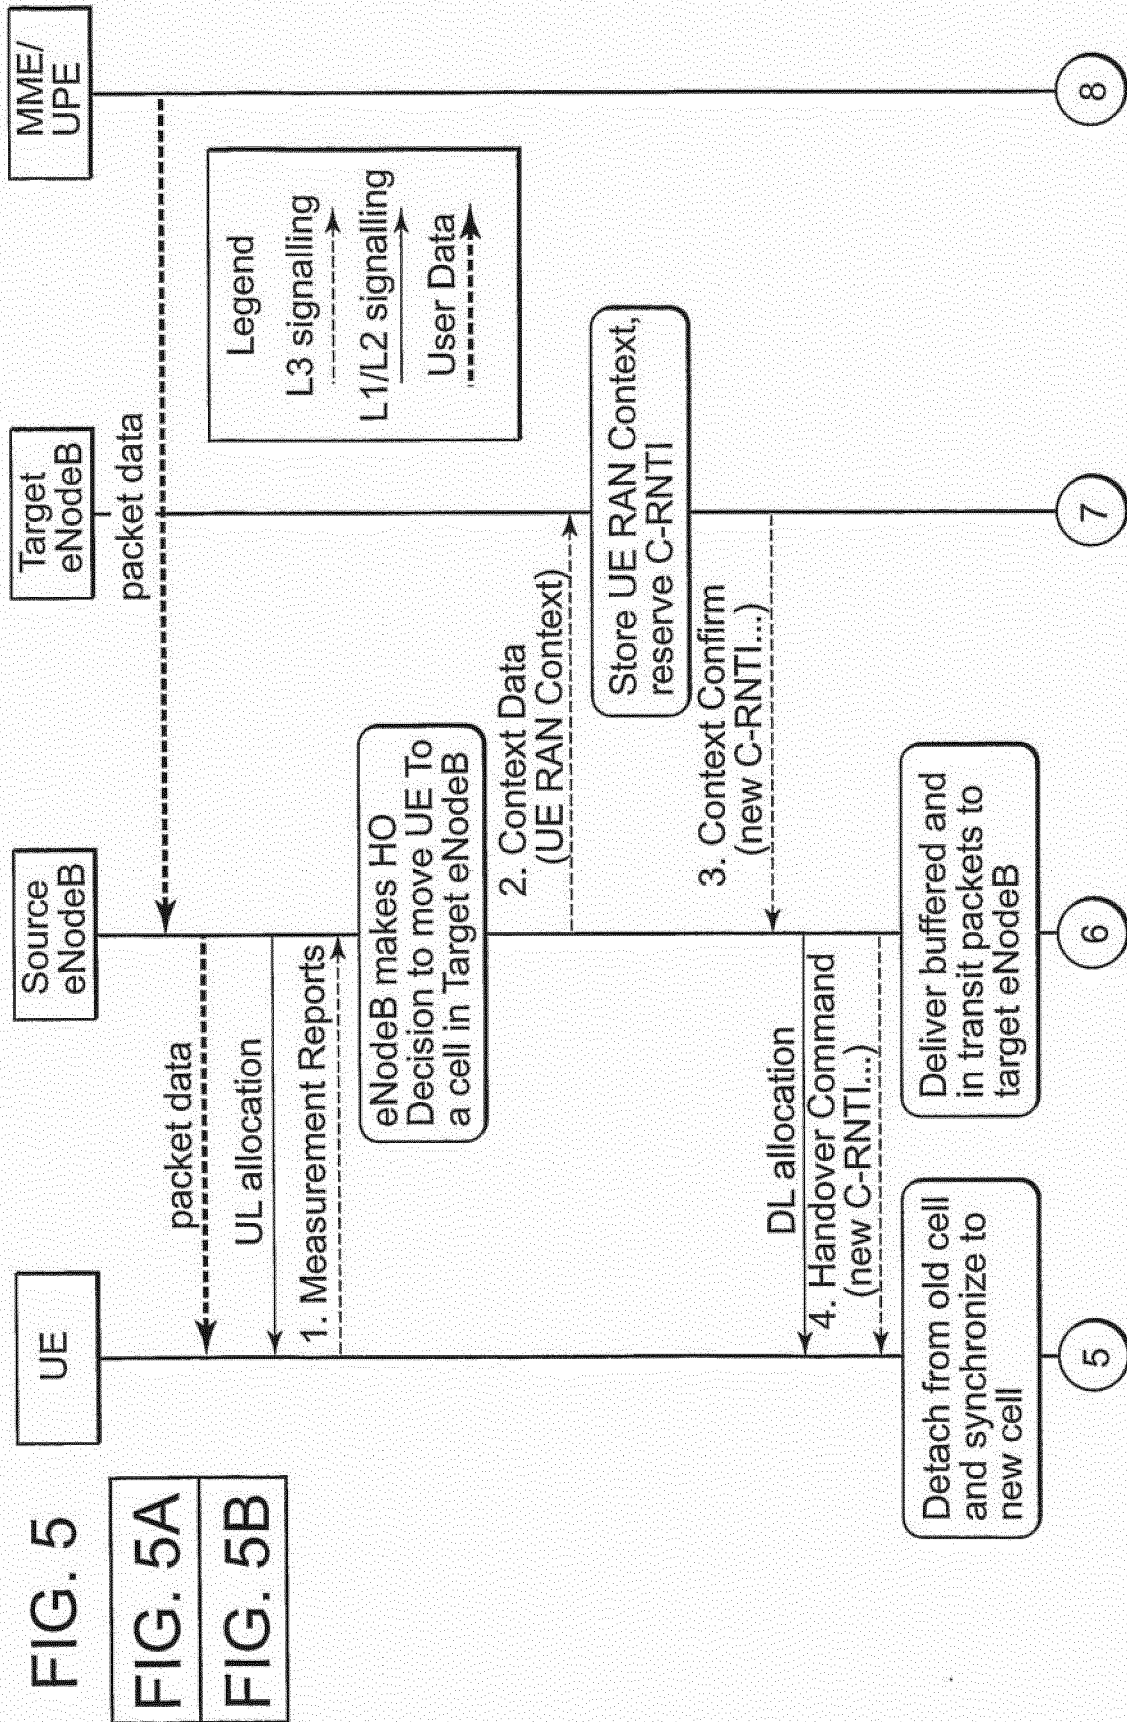 FIG. 5
FIG. 5A
FIG. 5B
UE
Source
eNodeB
Target
eNodeB
MME/
UPE
packet data
packet data
UL allocation
1. Measurement Reports
Legend
L3 signalling
L1/L2 signalling
User Data
eNodeB makes HO
Decision to move UE To
a cell in Target eNodeB
2. Context Data
(UE RAN Context)
Store UE RAN Context,
reserve C-RNTI
3. Context Confirm
(new C-RNTI...)
DL allocation
4. Handover Command
(new C-RNTI...)
Detach from old cell
and synchronize to
new cell
Deliver buffered and
in transit packets to
target eNodeB
5
6
7
8